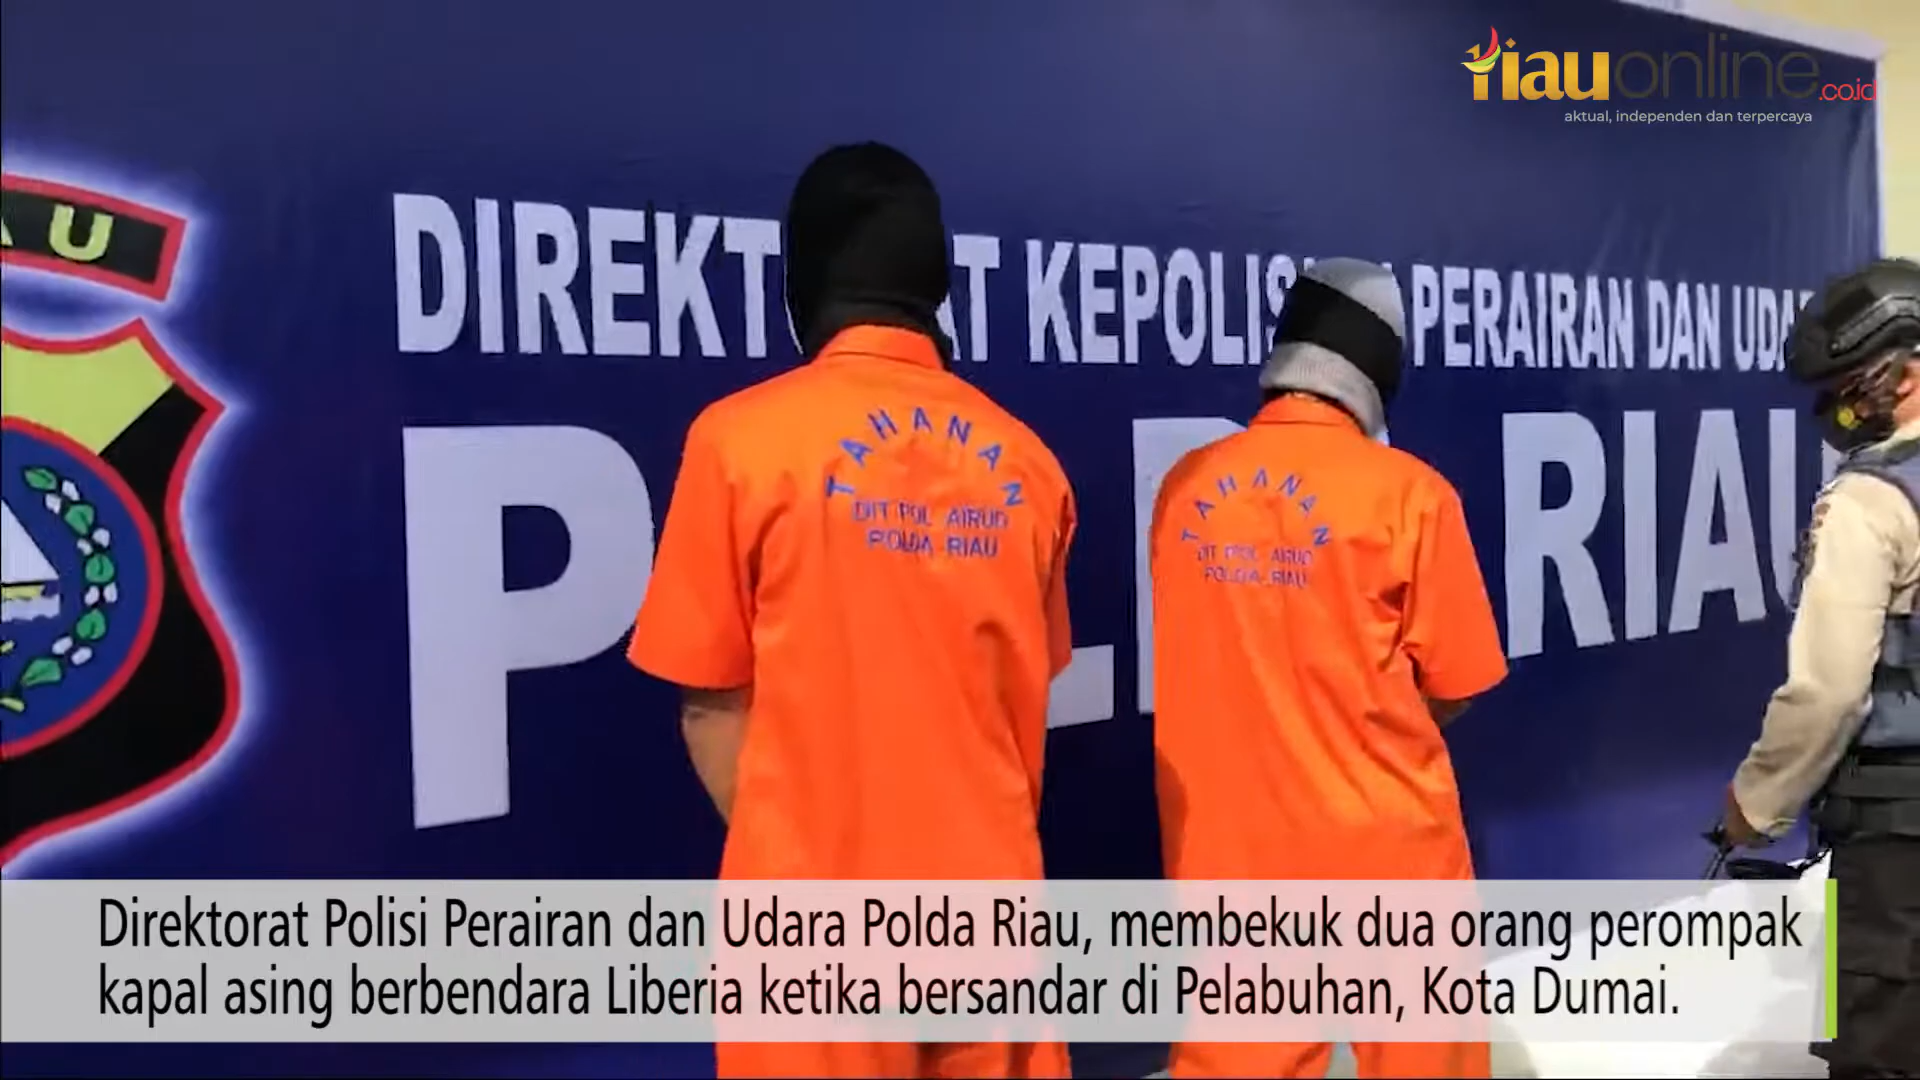 riauonline.co.id
aktual, independen dan terpercaya
AU
DIREKT AT KEPOLIS PERAIRAN DAN UDA
P L RIAU
TAHANAN
DIT POL AIRUD
POLDA-RIAU
TAHANAN
DIT POL AIRUD
POLDA-RIAU
Direktorat Polisi Perairan dan Udara Polda Riau, membekuk dua orang perompak
kapal asing berbendara Liberia ketika bersandar di Pelabuhan, Kota Dumai.